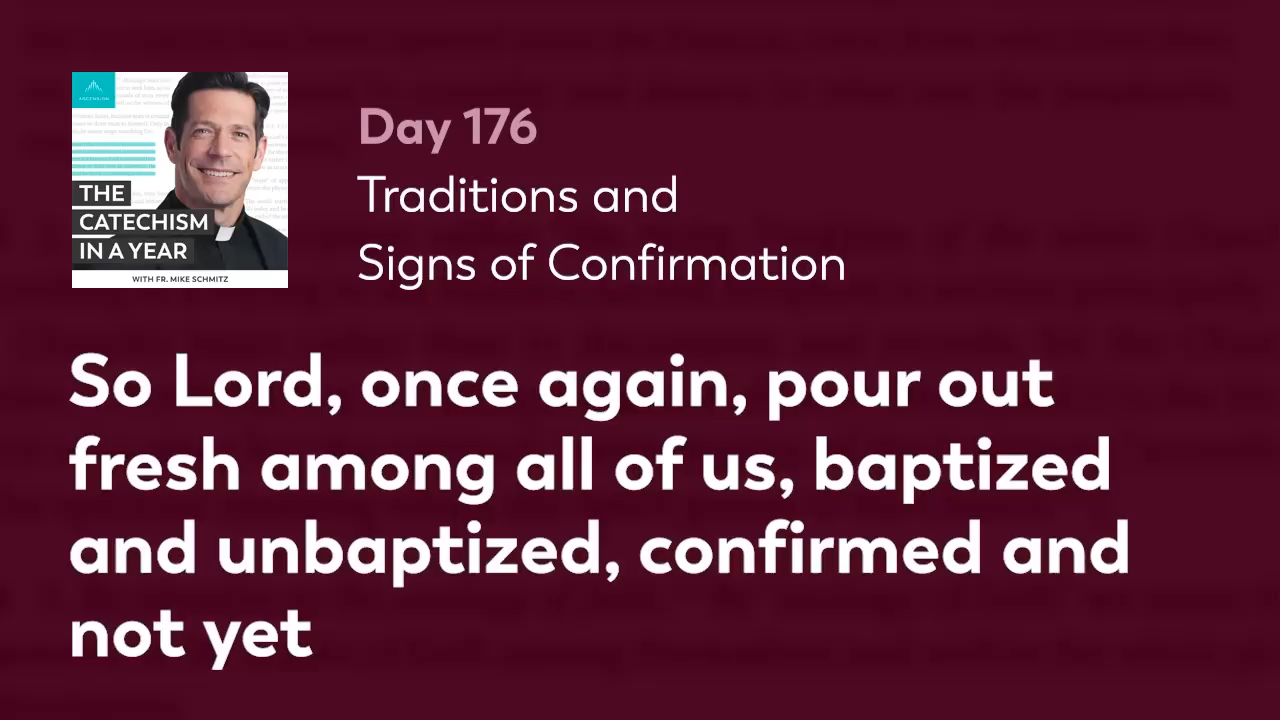 ASCENSION
THE
CATECHISM
IN A YEAR
WITH FR. MIKE SCHMITZ
Day 176
Traditions and
Signs of Confirmation
So Lord, once again, pour out
fresh among all of us, baptized
and unbaptized, confirmed and
not yet